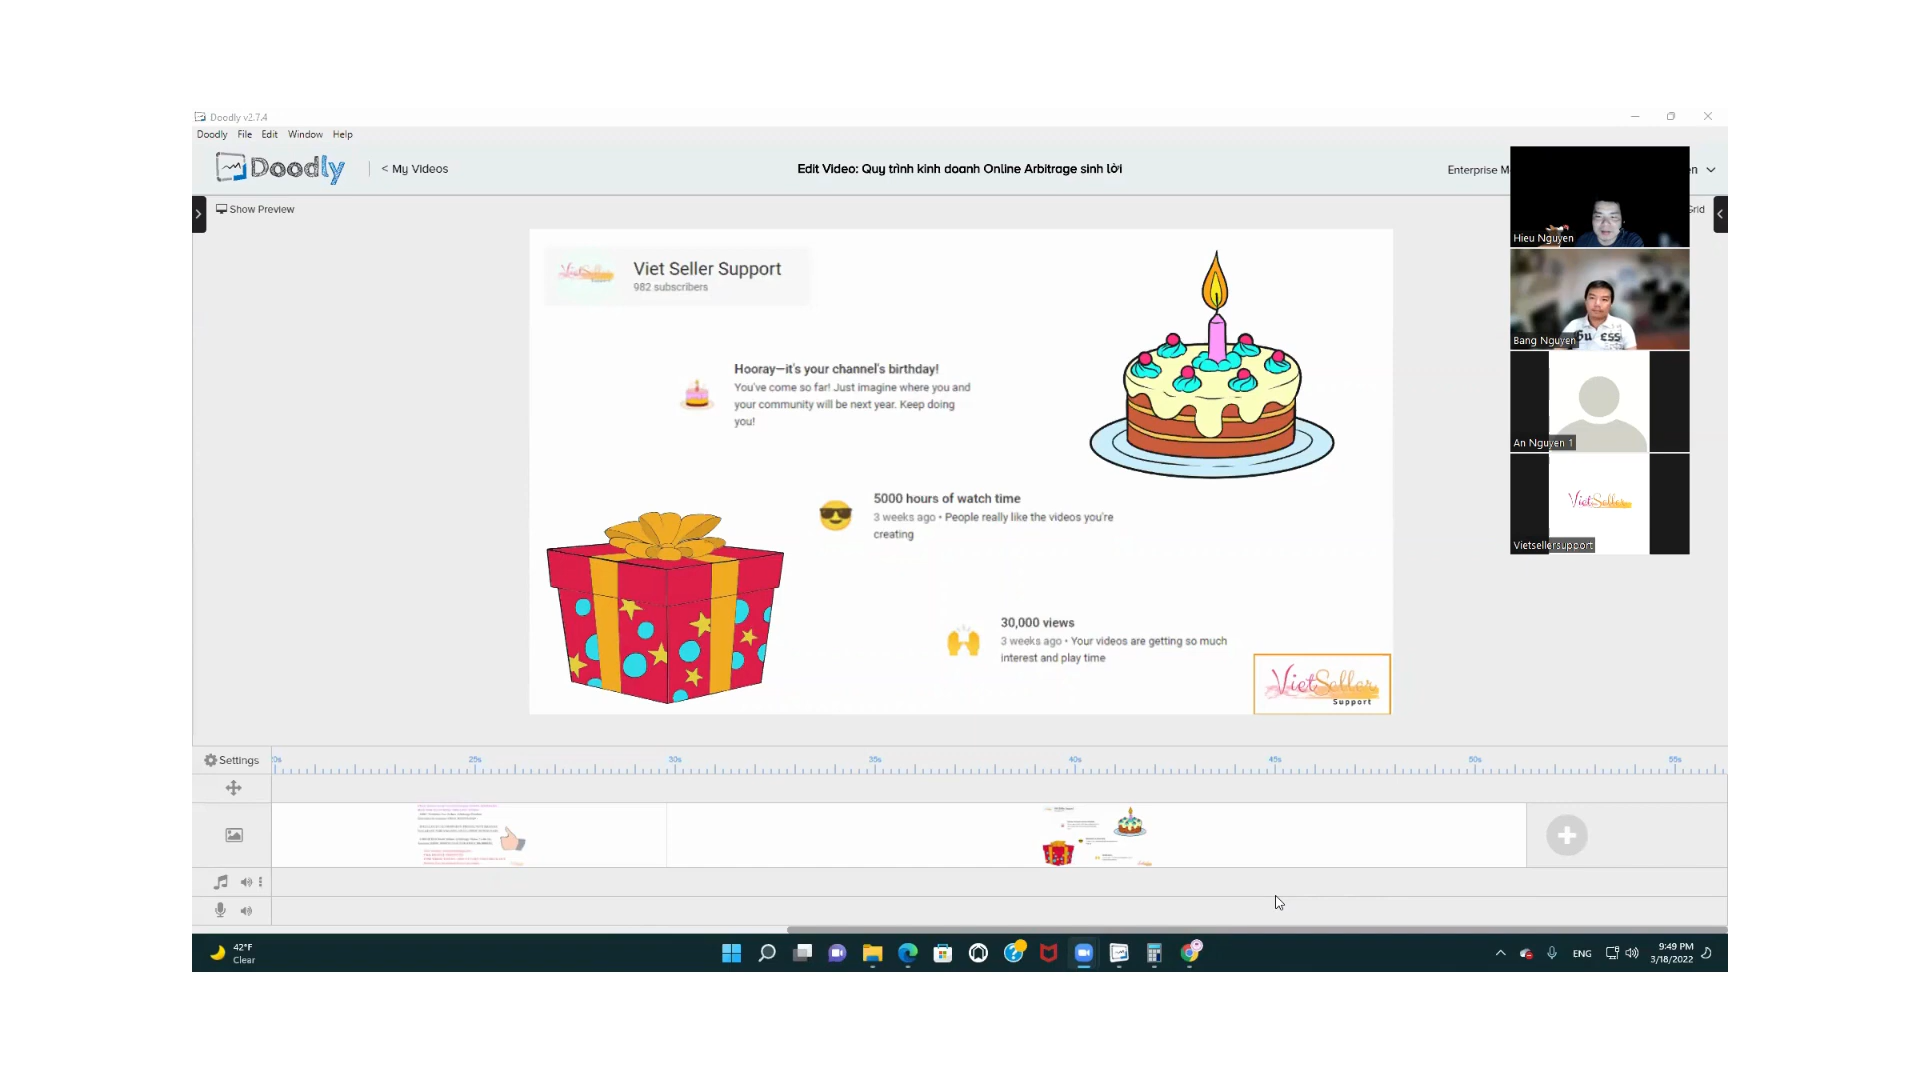 Doodly v2.7.4
Doodly File Edit Window Help
Doodly
< My Videos
Edit Video: Quy trình kinh doanh Online Arbitrage sinh lời
Enterprise M
n
Show Preview
Grid
Viet Seller Support
982 subscribers
Hooray—it's your channel's birthday!
You've come so far! Just imagine where you and
your community will be next year. Keep doing
you!
5000 hours of watch time
3 weeks ago • People really like the videos you're
creating
30,000 views
3 weeks ago • Your videos are getting so much
interest and play time
VietSeller
Support
Hieu Nguyen
Gu ESS
Bang Nguyen
An Nguyen 1
VietSeller
Vietsellersupport
Settings
0s 25s 30s 35s 40s 45s 50s 55s
42°F
Clear
ENG
9:49 PM
3/18/2022